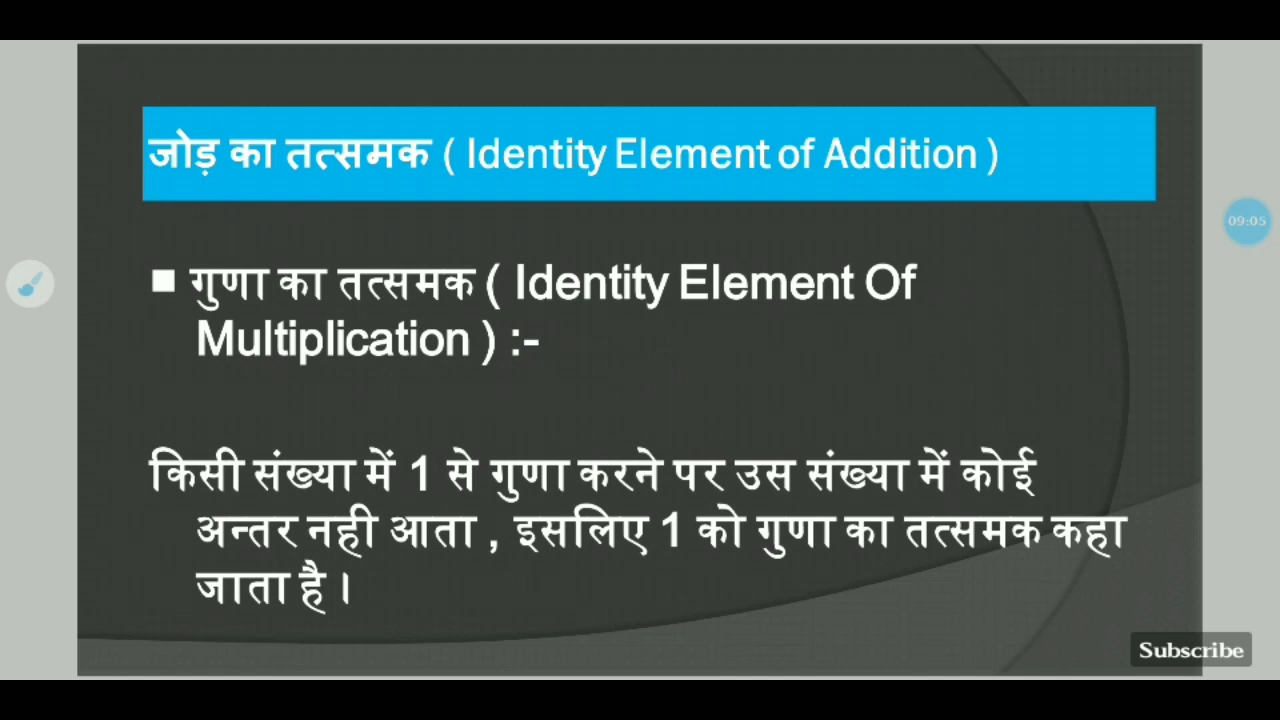 जोड़ का तत्समक ( Identity Element of Addition )
09:05
■ गुणा का तत्समक ( Identity Element Of
Multiplication ) :-
किसी संख्या में 1 से गुणा करने पर उस संख्या में कोई
अन्तर नही आता , इसलिए 1 को गुणा का तत्समक कहा
जाता है ।
Subscribe